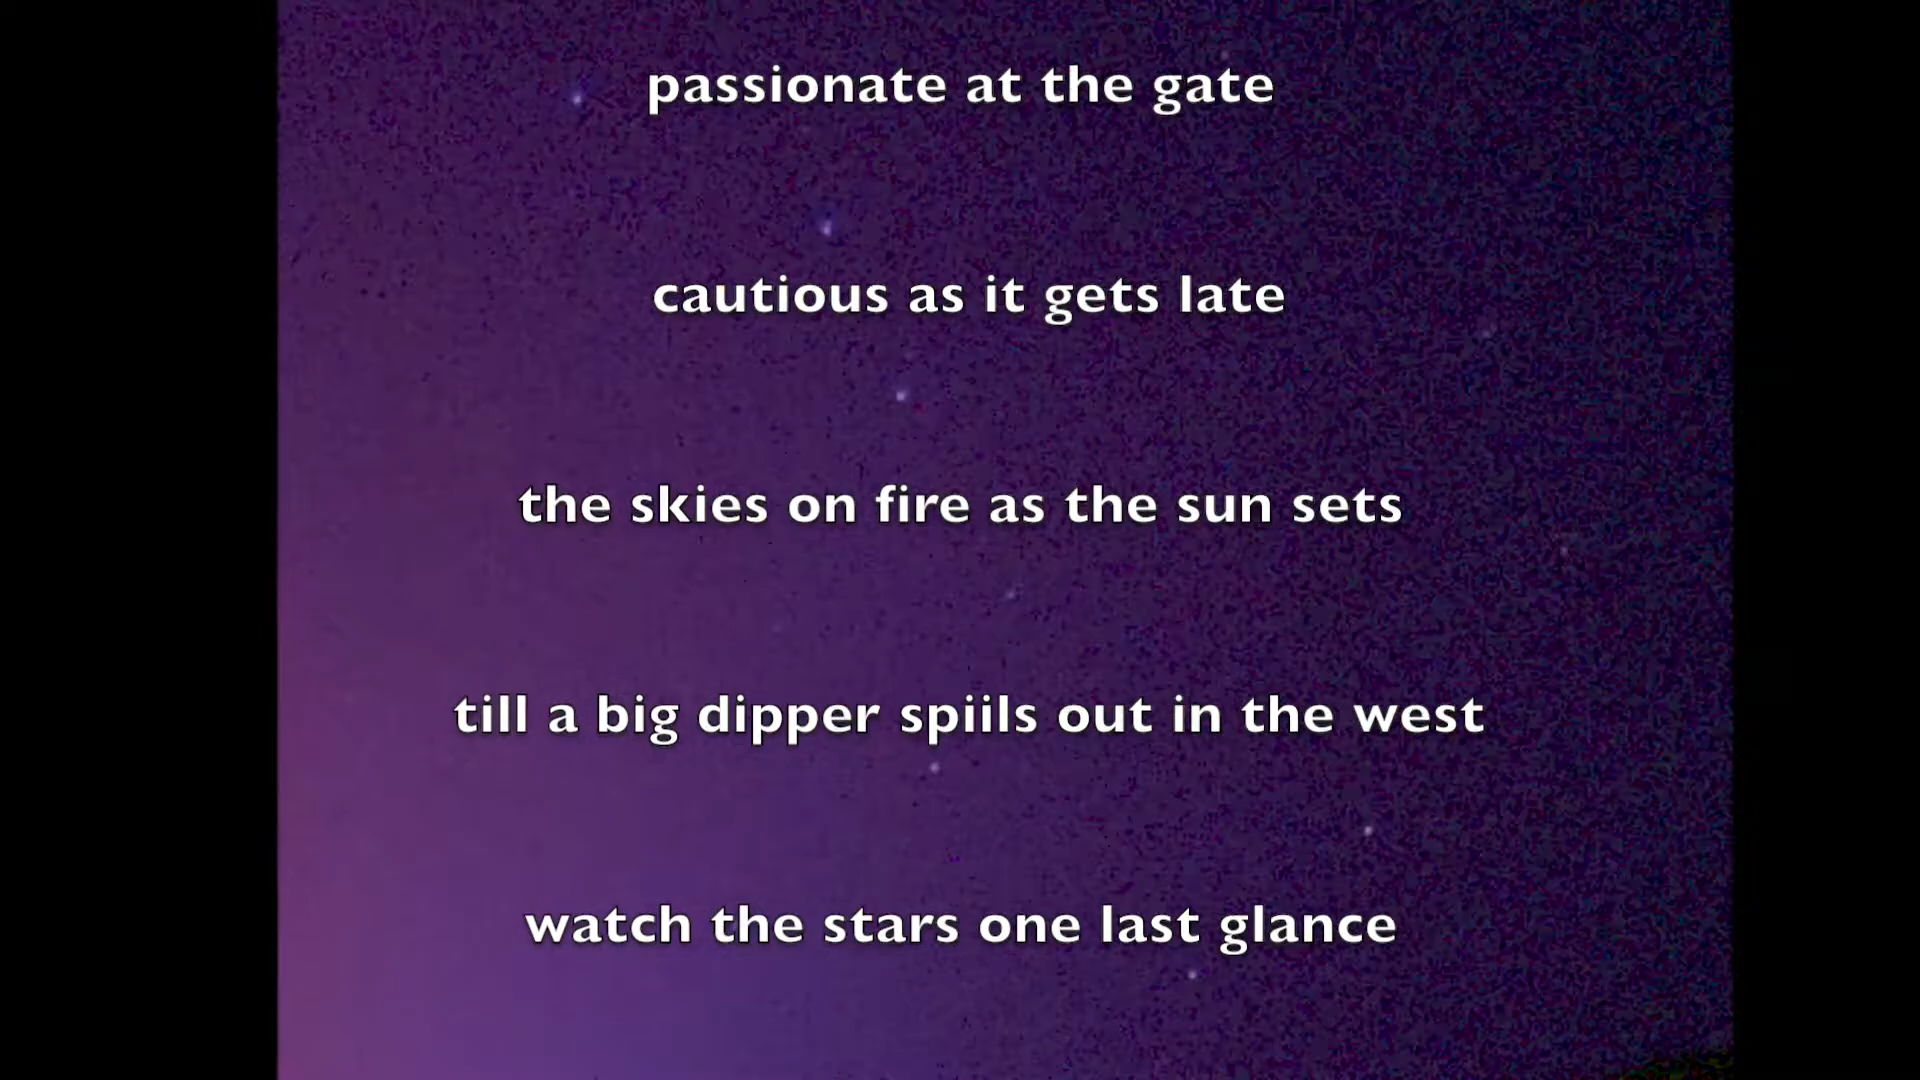 passionate at the gate
cautious as it gets late
the skies on fire as the sun sets
till a big dipper spiils out in the west
watch the stars one last glance